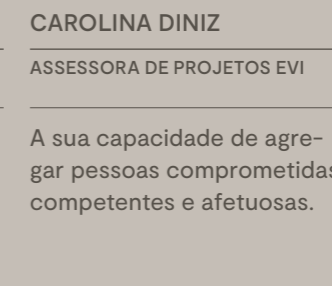 CAROLINA DINIZ
ASSESSORA DE PROJETOS EVI
A sua capacidade de agre-
gar pessoas comprometidas
competentes e afetuosas.